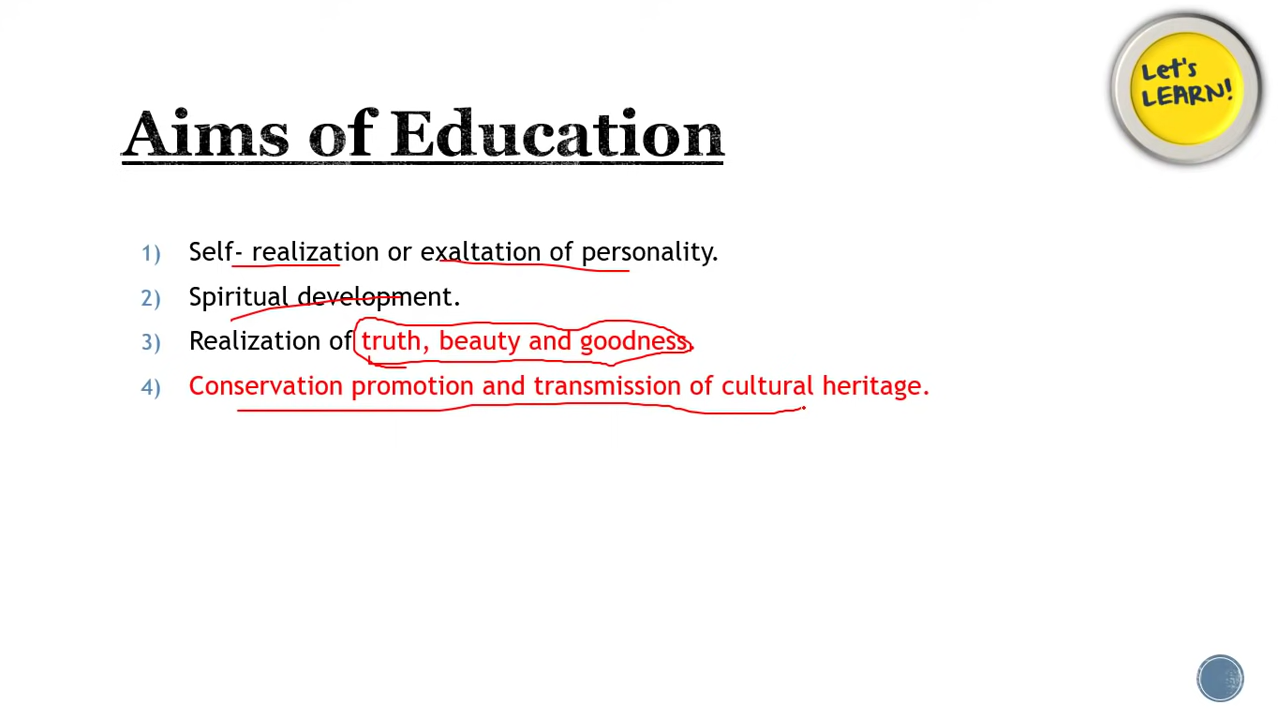 Let's
LEARN!
Aims of Education
1) Self- realization or exaltation of personality.
2) Spiritual development.
3) Realization of truth, beauty and goodness.
4) Conservation promotion and transmission of cultural heritage.